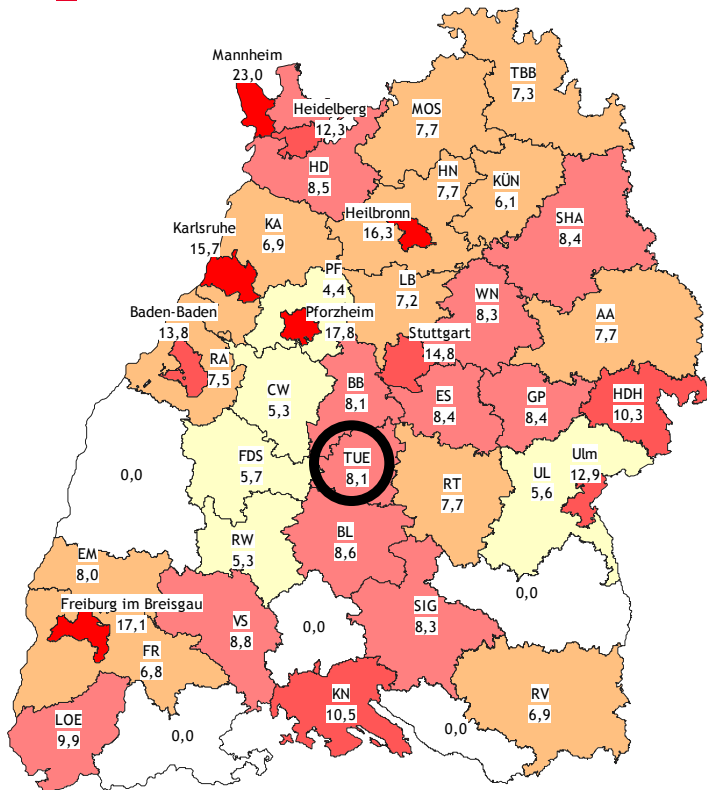 Mannheim
23,0
TBB
7,3
Heidelberg
12,3
MOS
7,7
HD
8,5
HN
7,7
KÜN
6,1
SHA
8,4
Karlsruhe
15,7
KA
6,9
Heilbronn
16,3
PF
4,4
LB
7,2
WN
8,3
AA
7,7
Baden-Baden
13,8
Pforzheim
17,8
Stuttgart
14,8
RA
7,5
CW
5,3
BB
8,1
ES
8,4
GP
8,4
HDH
10,3
0,0
FDS
5,7
TUE
8,1
RT
7,7
UL
5,6
Ulm
12,9
RW
5,3
BL
8,6
EM
8,0
0,0
Freiburg im Breisgau
17,1
VS
8,8
0,0
SIG
8,3
FR
6,8
LOE
9,9
0,0
KN
10,5
0,0
RV
6,9